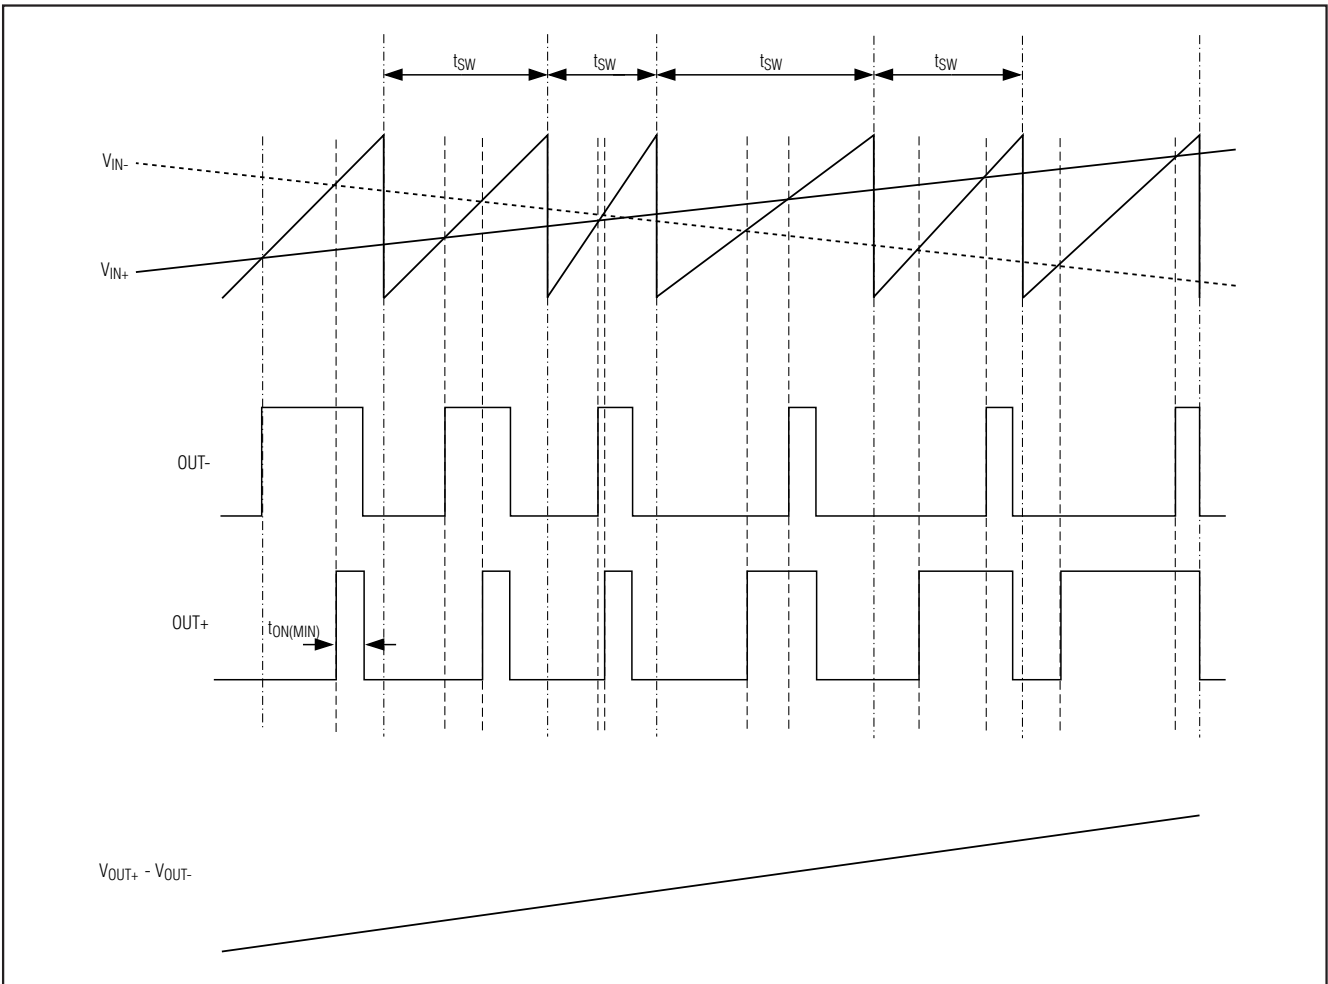 tSW tSW tSW tSW
VIN-
VIN+
OUT-
OUT+
tON(MIN)
VOUT+ - VOUT-